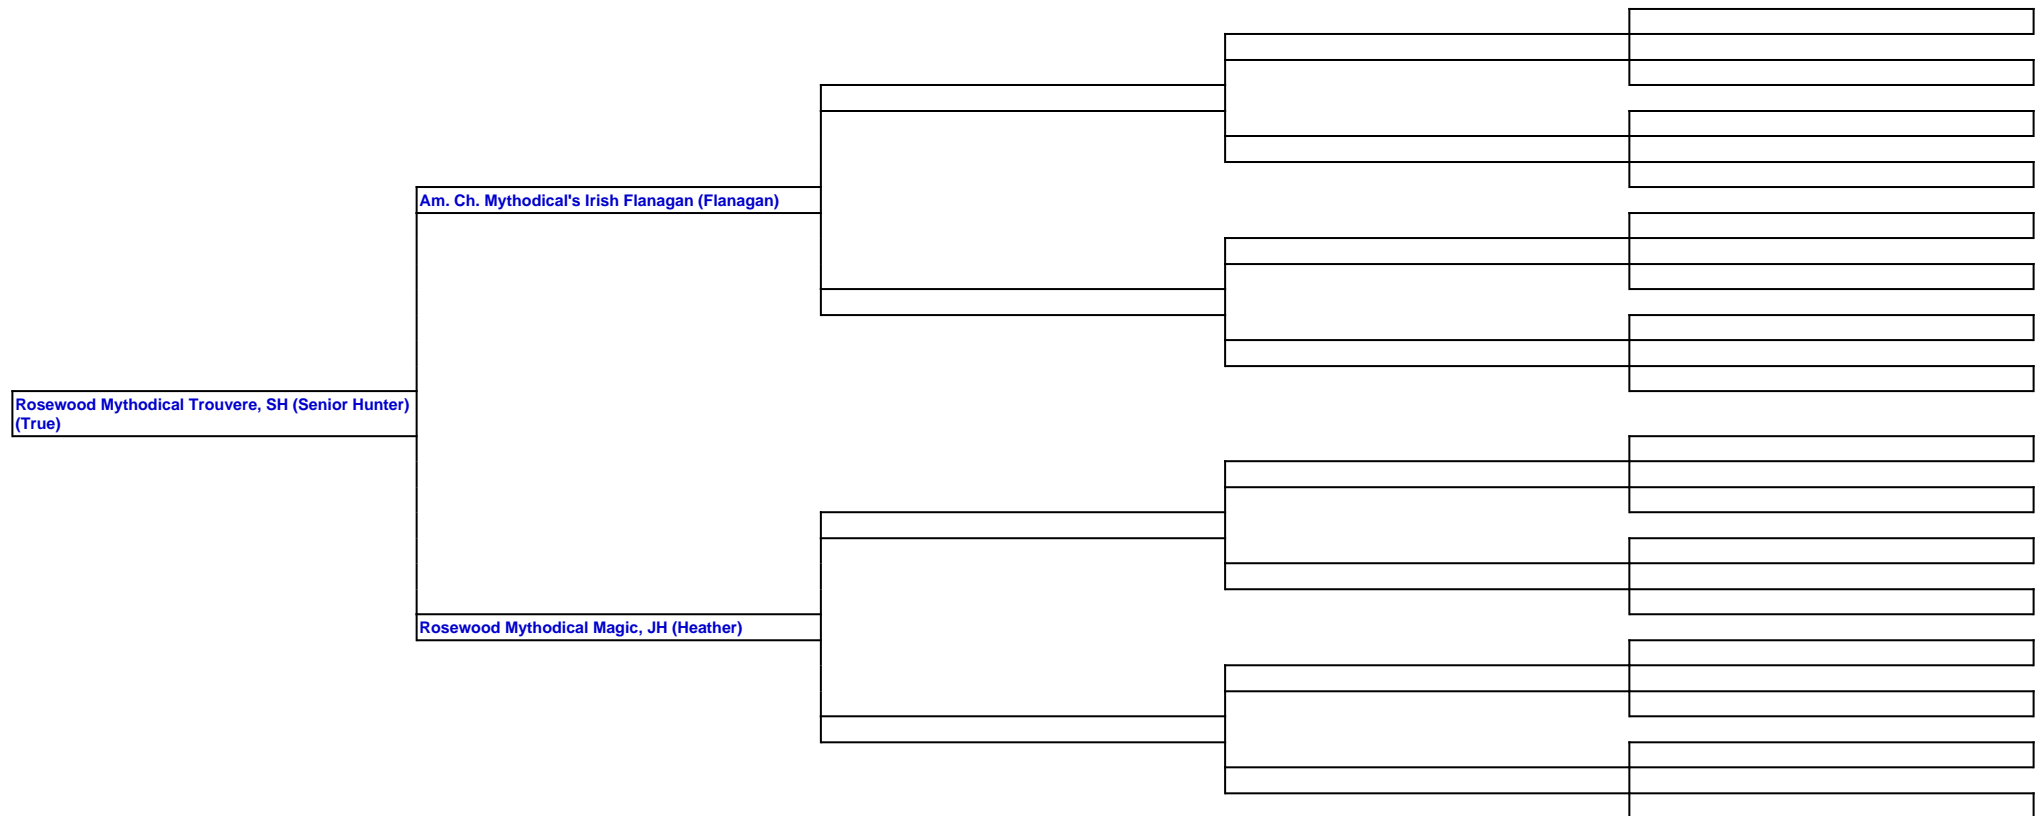 Am. Ch. Mythodical's Irish Flanagan (Flanagan)
Rosewood Mythodical Trouvere, SH (Senior Hunter)
(True)
Rosewood Mythodical Magic, JH (Heather)